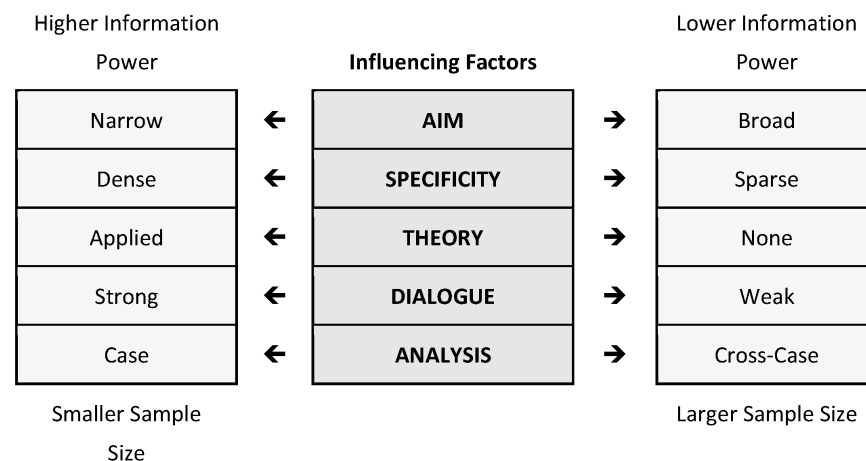 Higher Information Power
Influencing Factors
Lower Information Power
Narrow ← AIM → Broad
Dense ← SPECIFICITY → Sparse
Applied ← THEORY → None
Strong ← DIALOGUE → Weak
Case ← ANALYSIS → Cross-Case
Smaller Sample Size
Larger Sample Size